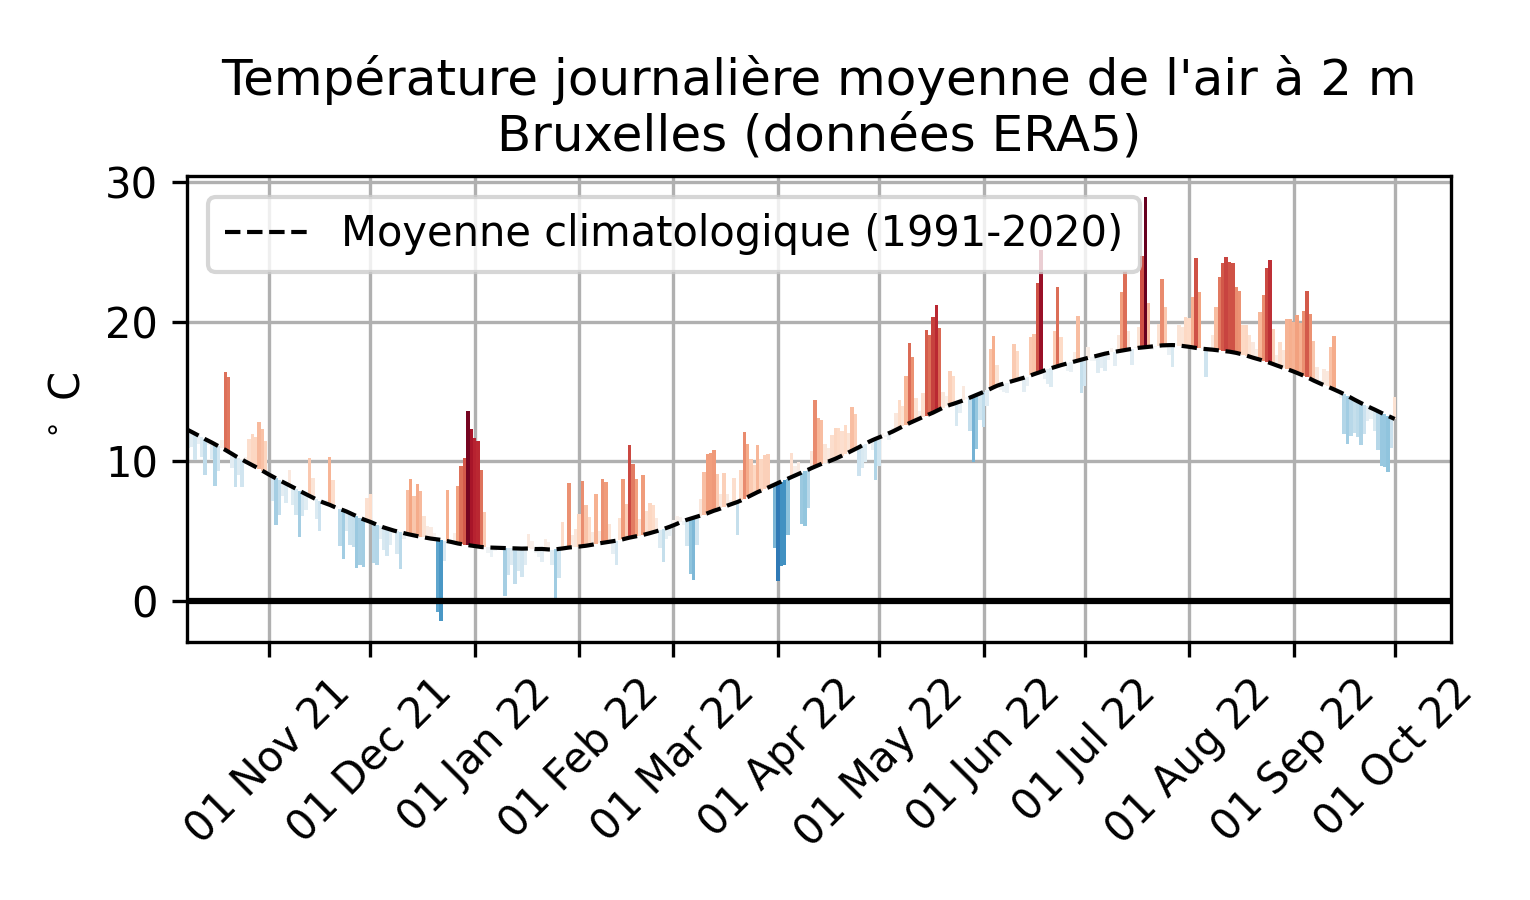 Température journalière moyenne de l'air à 2 m
Bruxelles (données ERA5)
Moyenne climatologique (1991-2020)
30
20
10
0
° C
01 Nov 21
01 Dec 21
01 Jan 22
01 Feb 22
01 Mar 22
01 Apr 22
01 May 22
01 Jun 22
01 Jul 22
01 Aug 22
01 Sep 22
01 Oct 22